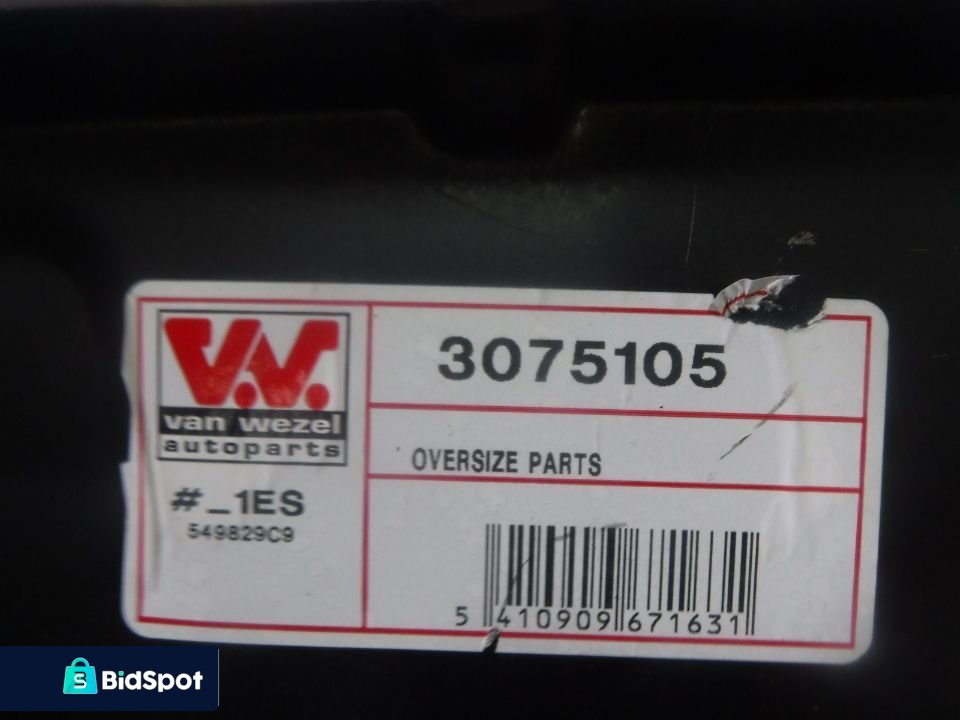 V.W.
van wezel
autoparts
#_1ES
549829C9
3075105
OVERSIZE PARTS
5 410909 671631
BidSpot